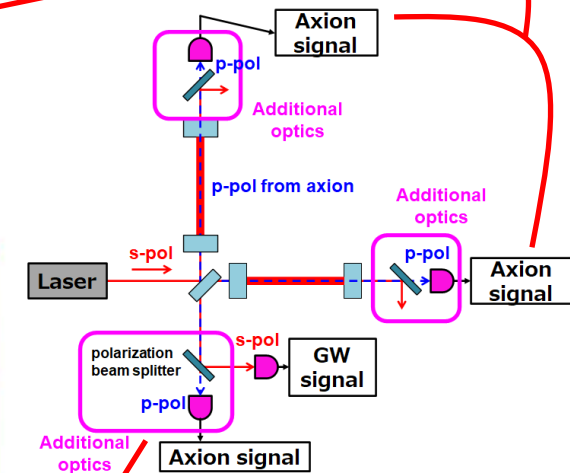 Axion
signal
p-pol
Additional
optics
p-pol from axion
Additional
optics
s-pol
p-pol
Laser
Axion
signal
s-pol
polarization
beam splitter
GW
signal
p-pol
Additional
optics
Axion signal